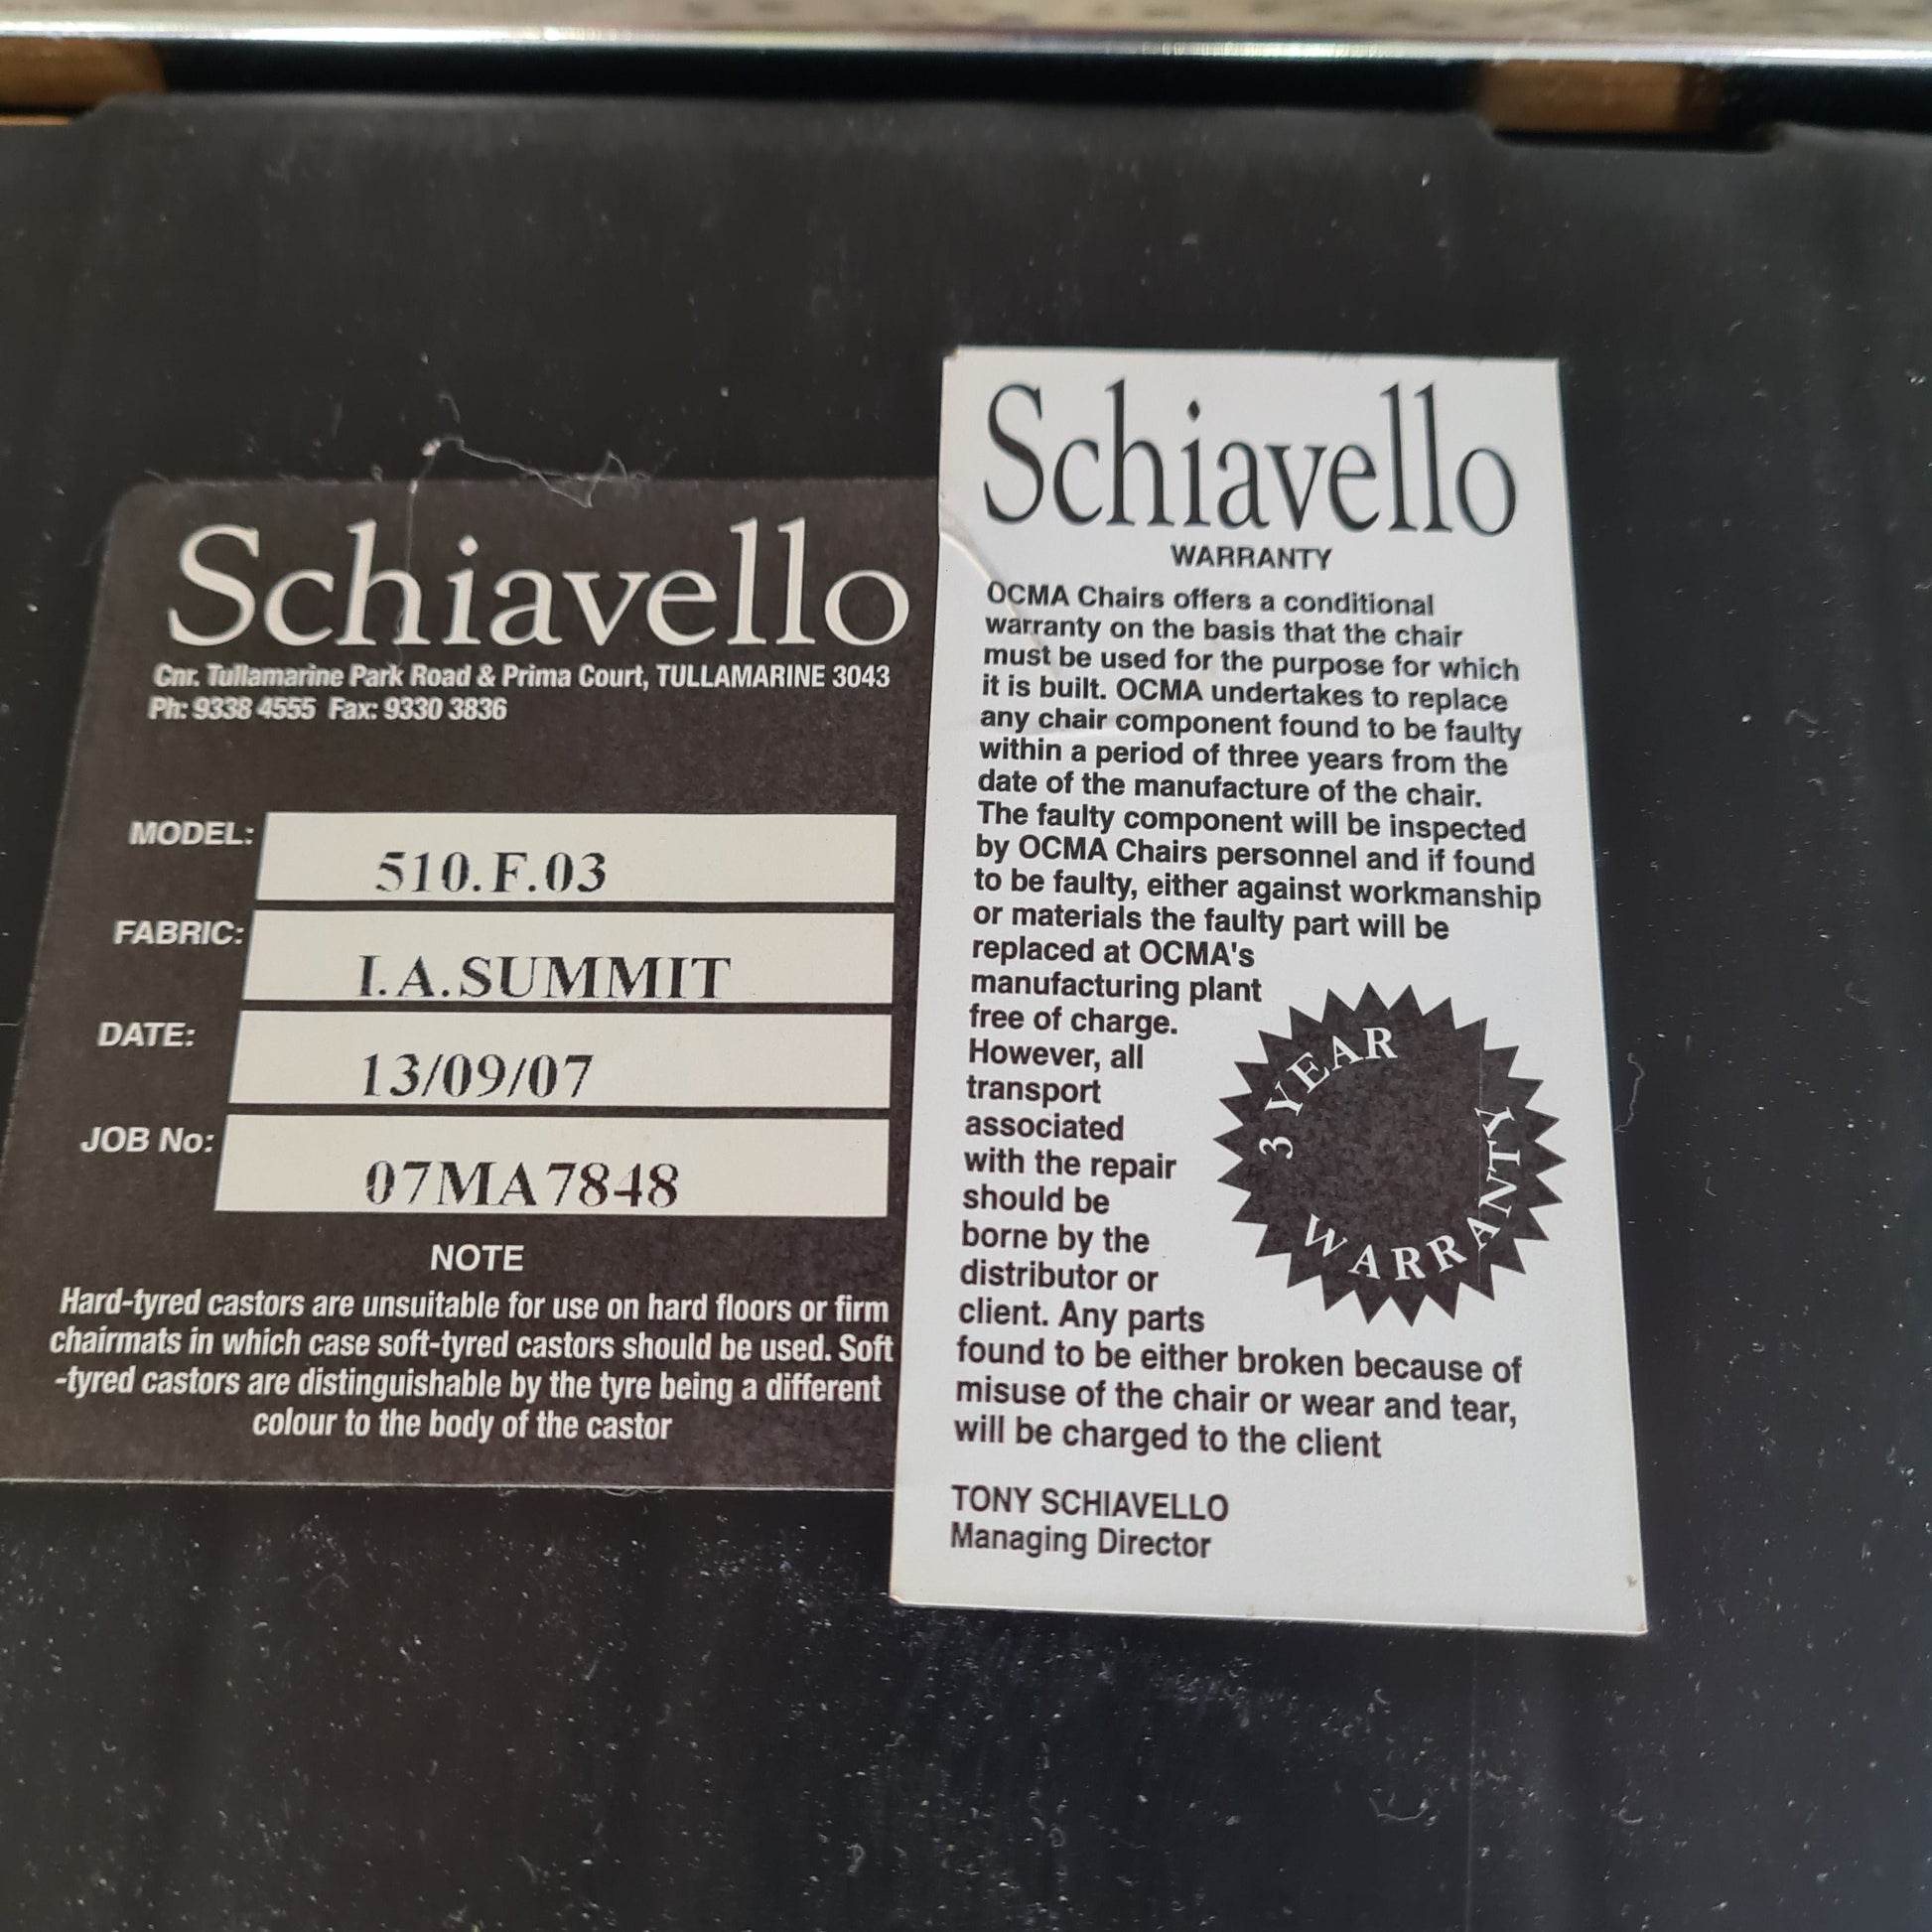 Schiavello
Cnr. Tullamarine Park Road & Prima Court, TULLAMARINE 3043
Ph: 9338 4555 Fax: 9330 3836
MODEL: 510.F.03
FABRIC: I.A.SUMMIT
DATE: 13/09/07
JOB No: 07MA7848
NOTE
Hard-tyred castors are unsuitable for use on hard floors or firm
chairmats in which case soft-tyred castors should be used. Soft
-tyred castors are distinguishable by the tyre being a different
colour to the body of the castor
Schiavello
WARRANTY
OCMA Chairs offers a conditional
warranty on the basis that the chair
must be used for the purpose for which
it is built. OCMA undertakes to replace
any chair component found to be faulty
within a period of three years from the
date of the manufacture of the chair.
The faulty component will be inspected
by OCMA Chairs personnel and if found
to be faulty, either against workmanship
or materials the faulty part will be
replaced at OCMA's
manufacturing plant
free of charge.
However, all
transport
associated
with the repair
should be
borne by the
distributor or
client. Any parts
found to be either broken because of
misuse of the chair or wear and tear,
will be charged to the client
3 YEAR
WARRANTY
TONY SCHIAVELLO
Managing Director